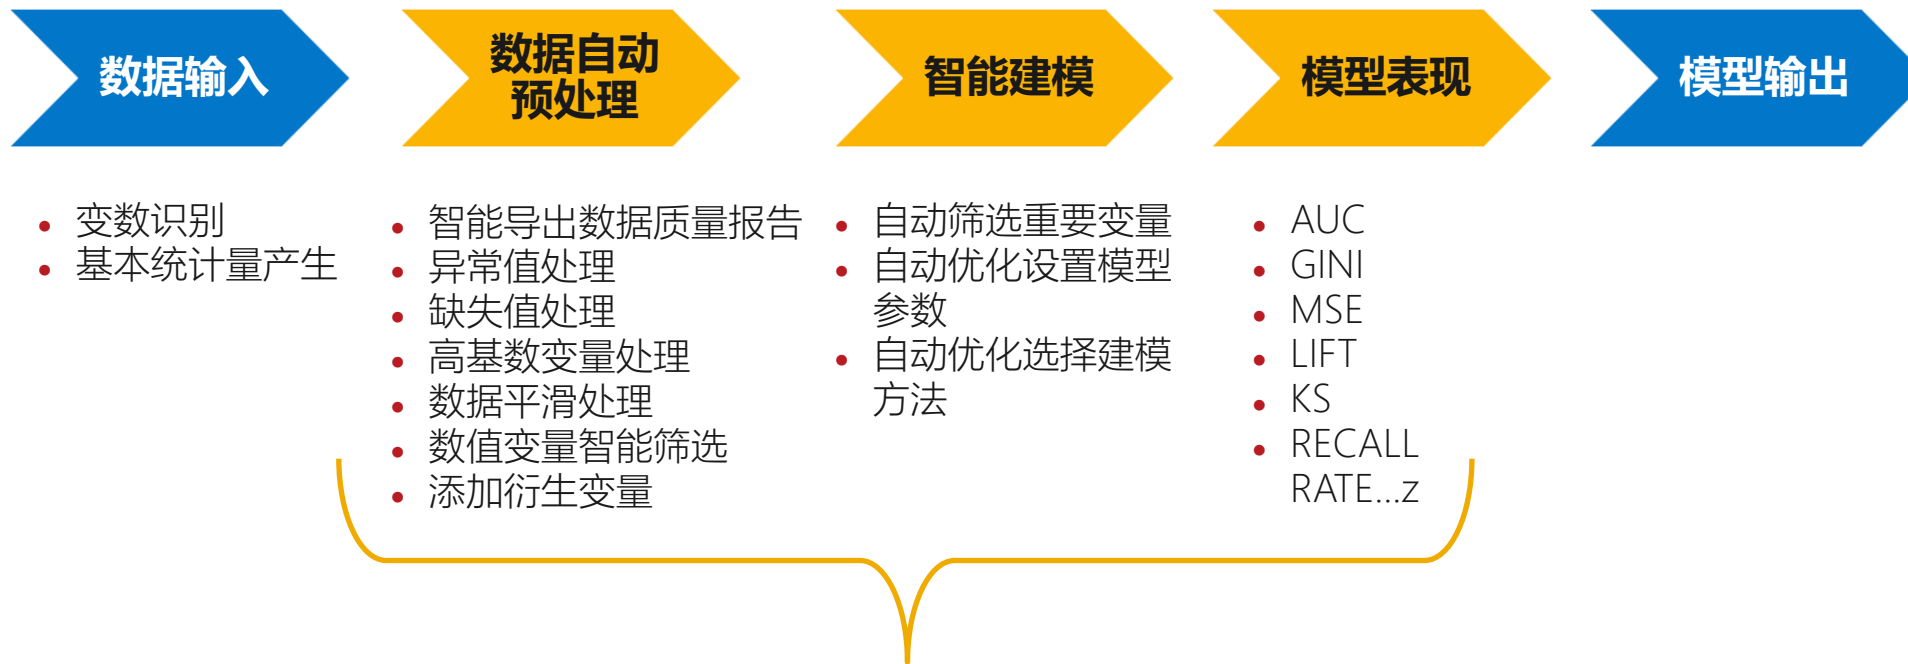 数据输入
数据自动
预处理
智能建模
模型表现
模型输出
• 变数识别
• 基本统计量产生
• 智能导出数据质量报告
• 异常值处理
• 缺失值处理
• 高基数变量处理
• 数据平滑处理
• 数值变量智能筛选
• 添加衍生变量
• 自动筛选重要变量
• 自动优化设置模型
参数
• 自动优化选择建模
方法
• AUC
• GINI
• MSE
• LIFT
• KS
• RECALL
RATE...z